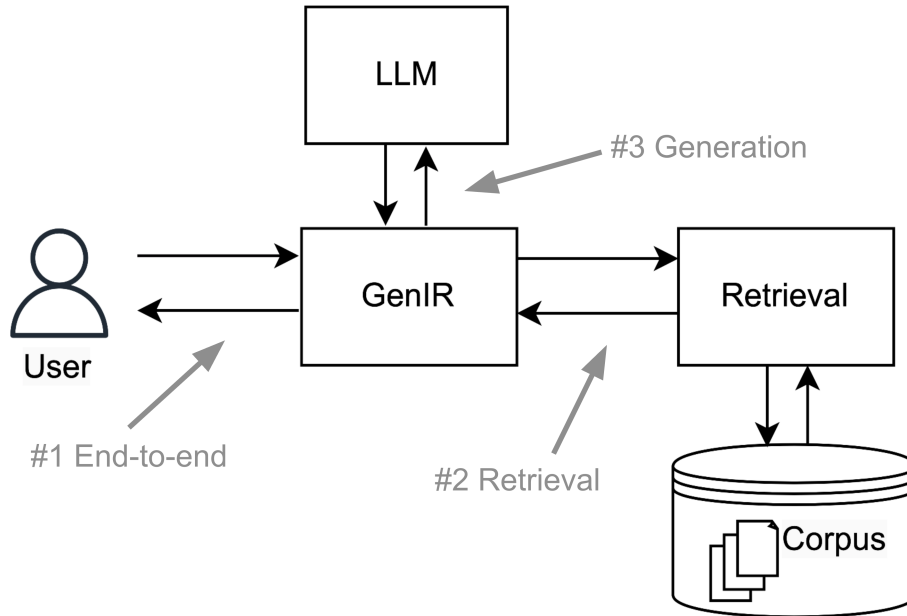 LLM
#3 Generation
GenIR
Retrieval
User
#1 End-to-end
#2 Retrieval
Corpus